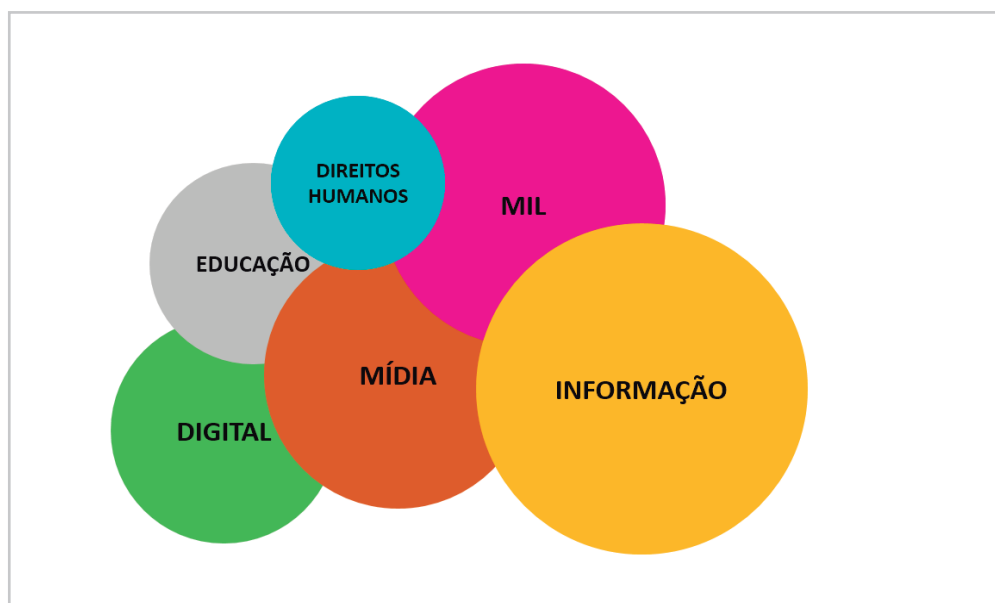 DIREITOS
HUMANOS
MIL
EDUCAÇÃO
MÍDIA
INFORMAÇÃO
DIGITAL